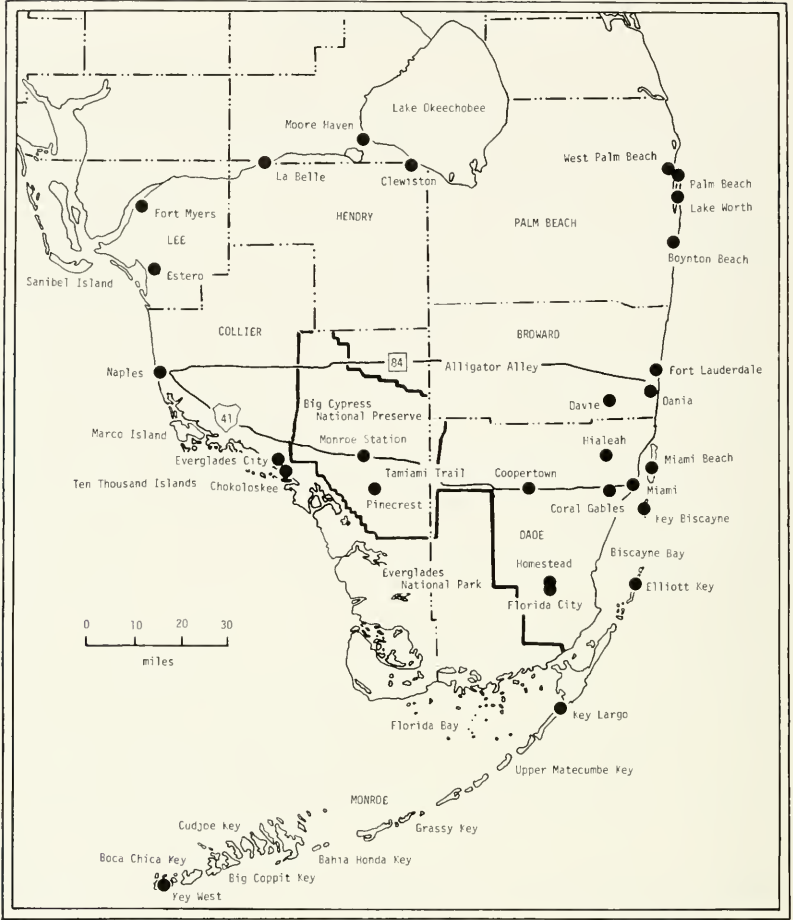 Lake Okeechobee
Moore Haven
West Palm Beach
La Belle
Clewiston
Palm Beach
Lake Worth
Fort Myers
HENDRY
PALM BEACH
LEE
Boynton Beach
Estero
Sanibel Island
COLLIER
BROWARD
84
Alligator Alley
Naples
Fort Lauderdale
Dania
Davie
Big Cypress
National Preserve
41
Marco Island
Monroe Station
Hialeah
Everglades City
Miami Beach
Tamiami Trail
Coopertown
Ten Thousand Islands
Chokoloskee
Miami
Pinecrest
Coral Gables
Key Biscayne
DADE
Biscayne Bay
Homestead
Everglades
National Park
Elliott Key
Florida City
0 10 20 30
miles
Key Largo
Florida Bay
Upper Matecumbe Key
MONROE
Cudjoe Key
Grassy Key
Boca Chica Key
Bahia Honda Key
Big Coppit Key
Key West